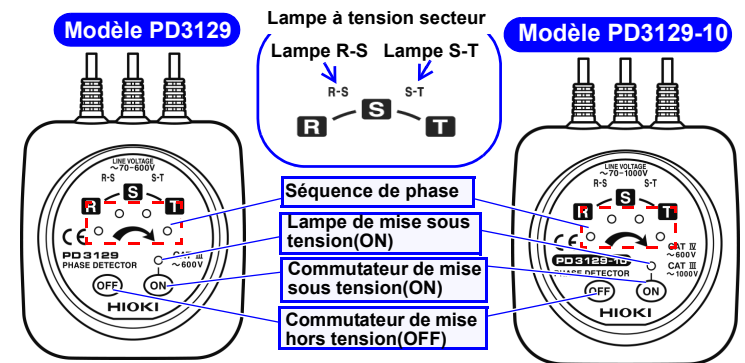 Modèle PD3129
Lampe à tension secteur
Lampe R-S Lampe S-T
R-S S-T
R S T
Modèle PD3129-10
LINE VOLTAGE
~70-600V
R-S S-T
R S T
CE
PD3129
PHASE DETECTOR
CAT III
~600V
OFF ON
HIOKI
Séquence de phase
Lampe de mise sous
tension(ON)
Commutateur de mise
sous tension(ON)
Commutateur de mise
hors tension(OFF)
LINE VOLTAGE
~70-1000V
R-S S-T
R S T
CE
PD3129-10
PHASE DETECTOR
CAT IV
~600V
CAT III
~1000V
OFF ON
HIOKI